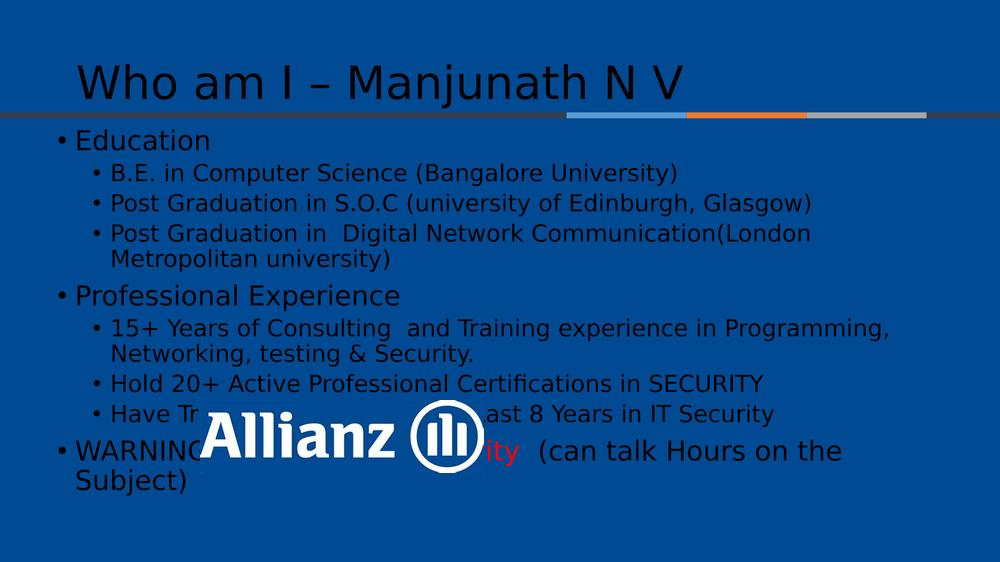 Who am I – Manjunath N V
• Education
• B.E. in Computer Science (Bangalore University)
• Post Graduation in S.O.C (university of Edinburgh, Glasgow)
• Post Graduation in  Digital Network Communication(London
Metropolitan university)
• Professional Experience
• 15+ Years of Consulting  and Training experience in Programming,
Networking, testing & Security.
• Hold 20+ Active Professional Certifications in SECURITY
• Have ast 8 Years in IT Security
Allianz
• WARNING ity  (can talk Hours on the
Subject)